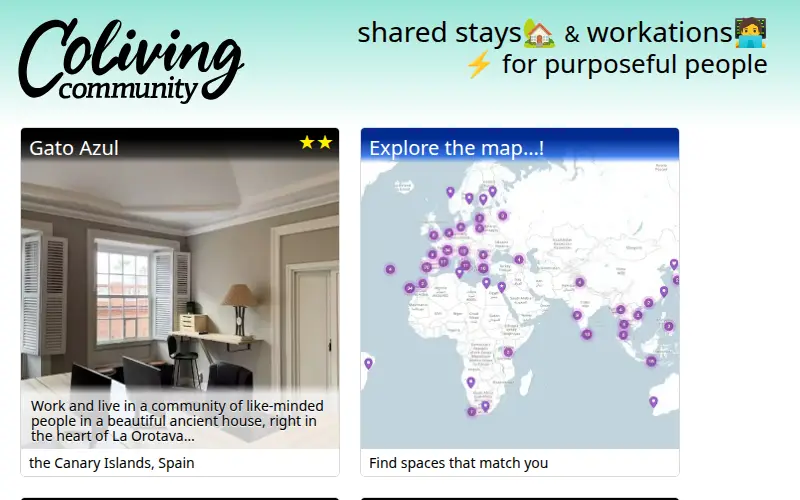 Coliving
community
shared stays🏡 & workations🧑‍💻
⚡ for purposeful people
Gato Azul
★★
Work and live in a community of like-minded
people in a beautiful ancient house, right in
the heart of La Orotava...
the Canary Islands, Spain
Explore the map...!
Find spaces that match you